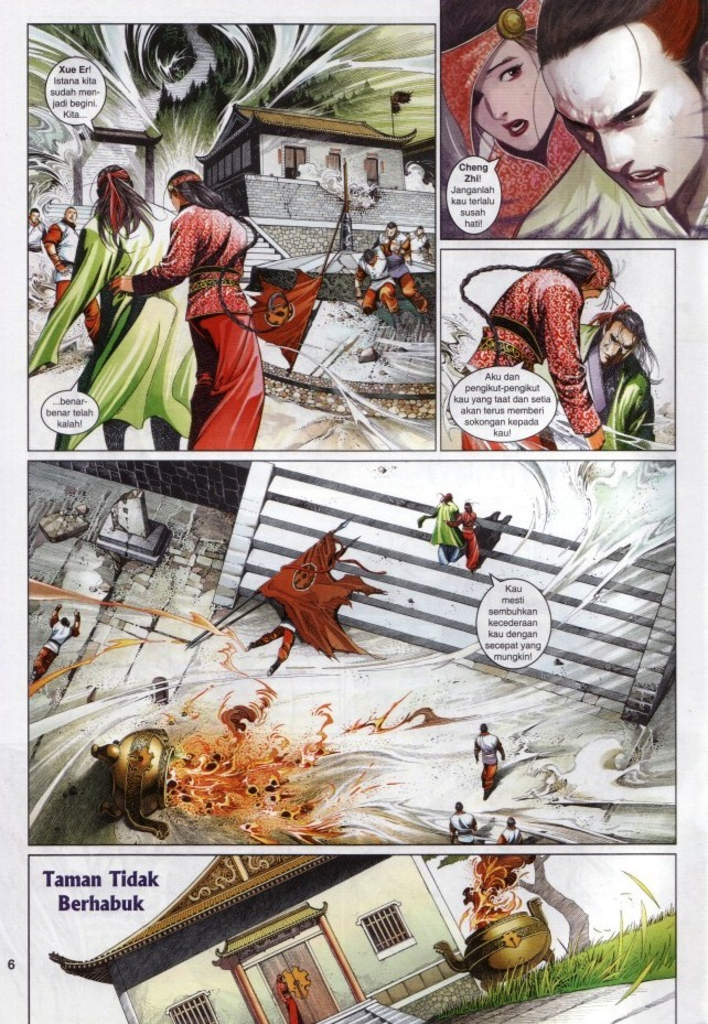 Xue Er!
Istana kita
sudah men-
jadi begini.
Kita...
...benar-
benar telah
kalah!
Cheng
Zhi!
Janganlah
kau terlalu
susah
hati!
Aku dan
pengikut-pengikut
kau yang taat dan setia
akan terus memberi
sokongan kepada
kau!
Kau
mesti
sembuhkan
kecederaan
kau dengan
secepat yang
mungkin!
Taman Tidak
Berhabuk
6